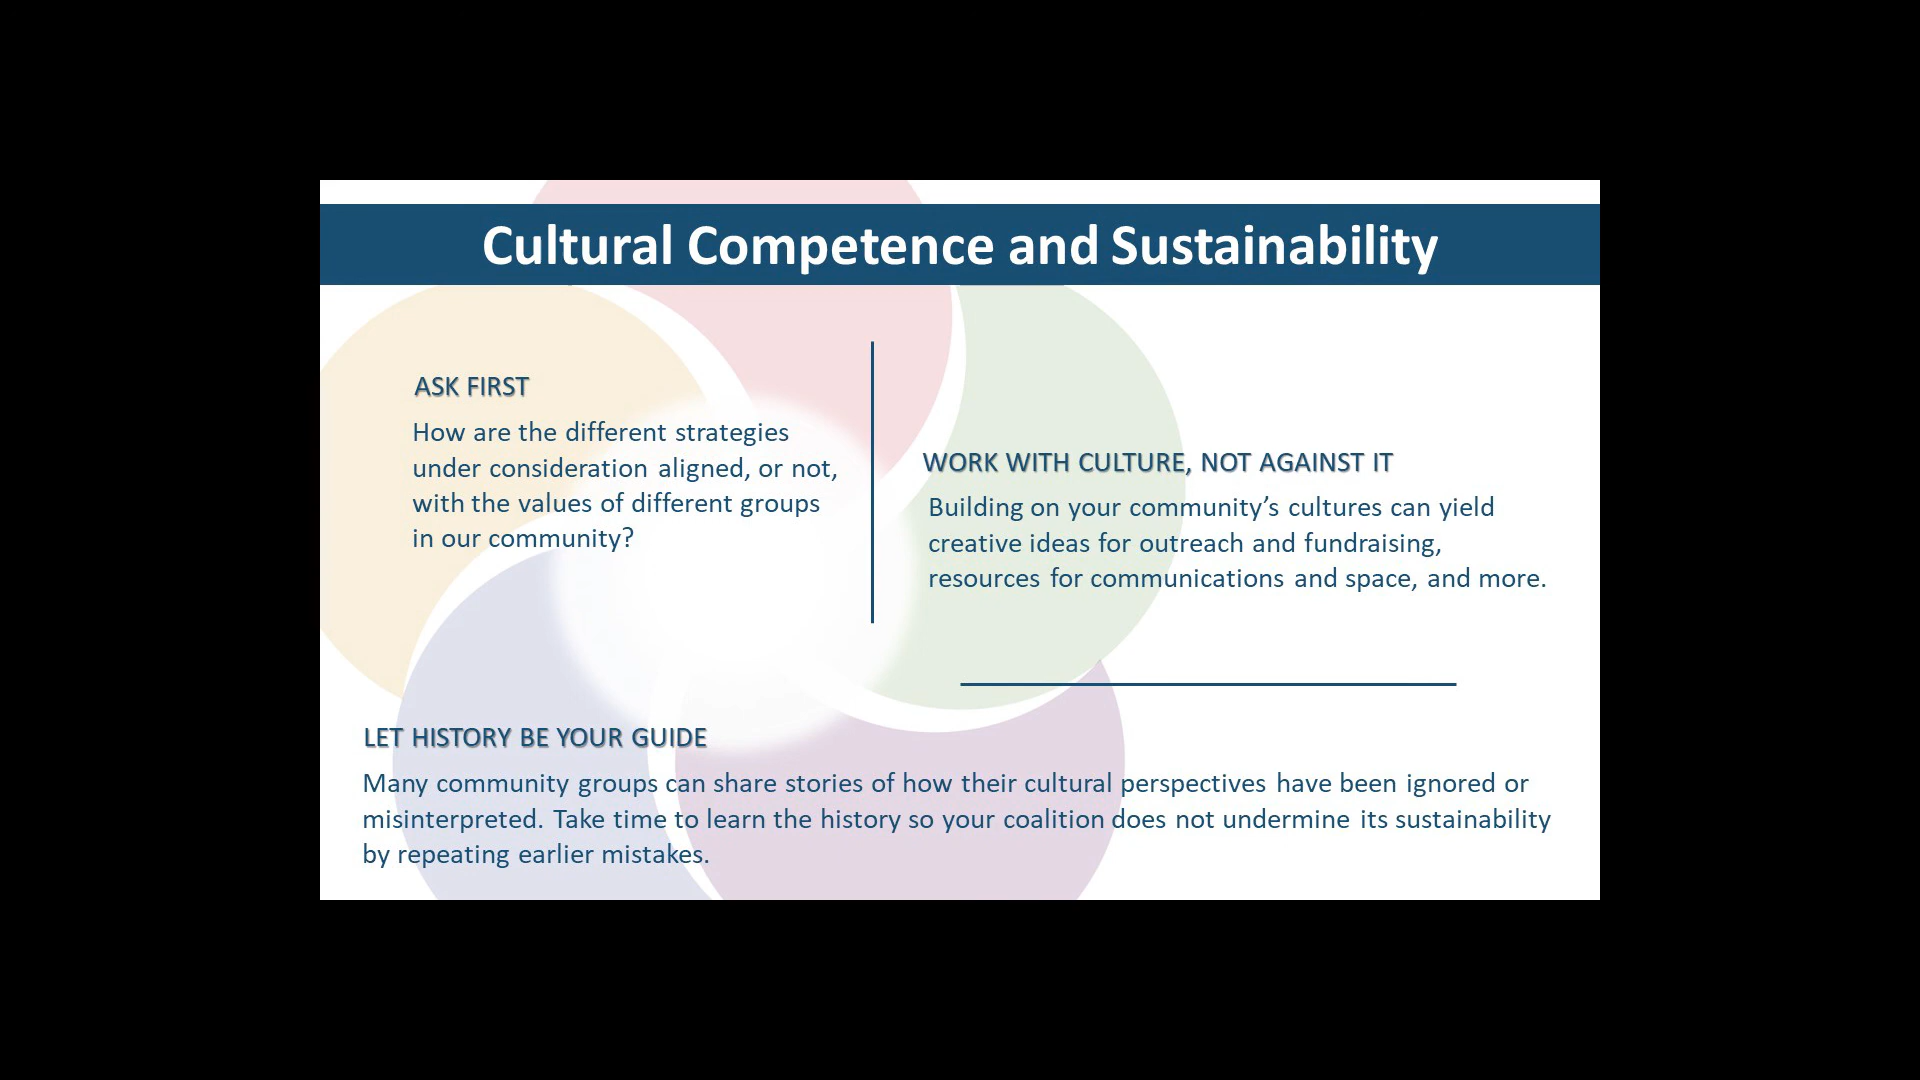 Cultural Competence and Sustainability
ASK FIRST
How are the different strategies
under consideration aligned, or not,
with the values of different groups
in our community?
WORK WITH CULTURE, NOT AGAINST IT
Building on your community’s cultures can yield
creative ideas for outreach and fundraising,
resources for communications and space, and more.
LET HISTORY BE YOUR GUIDE
Many community groups can share stories of how their cultural perspectives have been ignored or
misinterpreted. Take time to learn the history so your coalition does not undermine its sustainability
by repeating earlier mistakes.